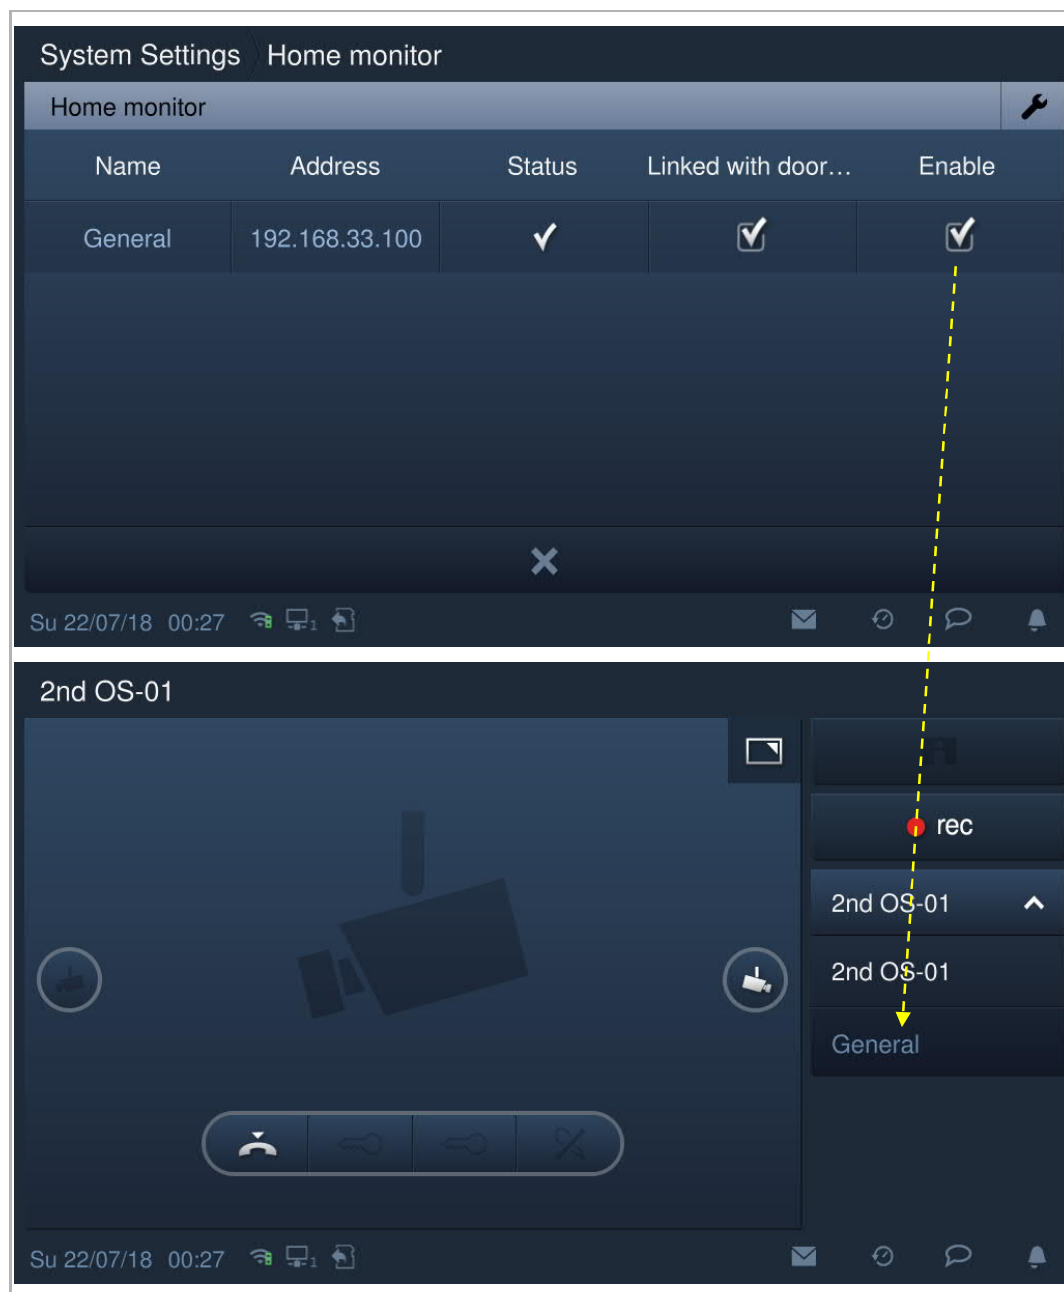 System Settings Home monitor
Home monitor
Name Address Status Linked with door... Enable
General 192.168.33.100
Su 22/07/18 00:27 1
2nd OS-01
rec
2nd OS-01
2nd OS-01
General
Su 22/07/18 00:27 1